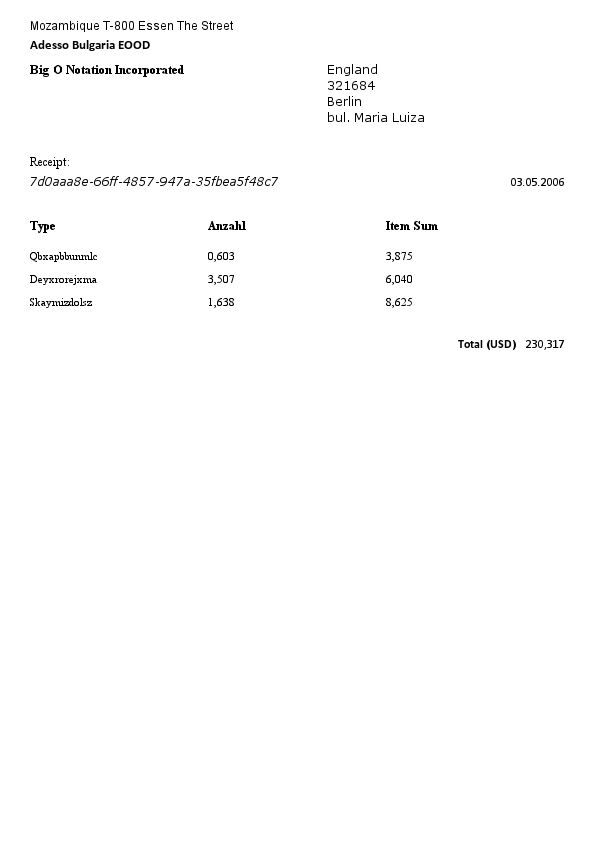 Mozambique T-800 Essen The Street
Adesso Bulgaria EOOD
Big O Notation Incorporated
England
321684
Berlin
bul. Maria Luiza
Receipt:
7d0aaa8e-66ff-4857-947a-35fbea5f48c7 03.05.2006
Type Anzahl Item Sum
Qbxapbbunmlc 0,603 3,875
Deyxrorejxma 3,507 6,040
Skaymizdolsz 1,638 8,625
Total (USD) 230,317